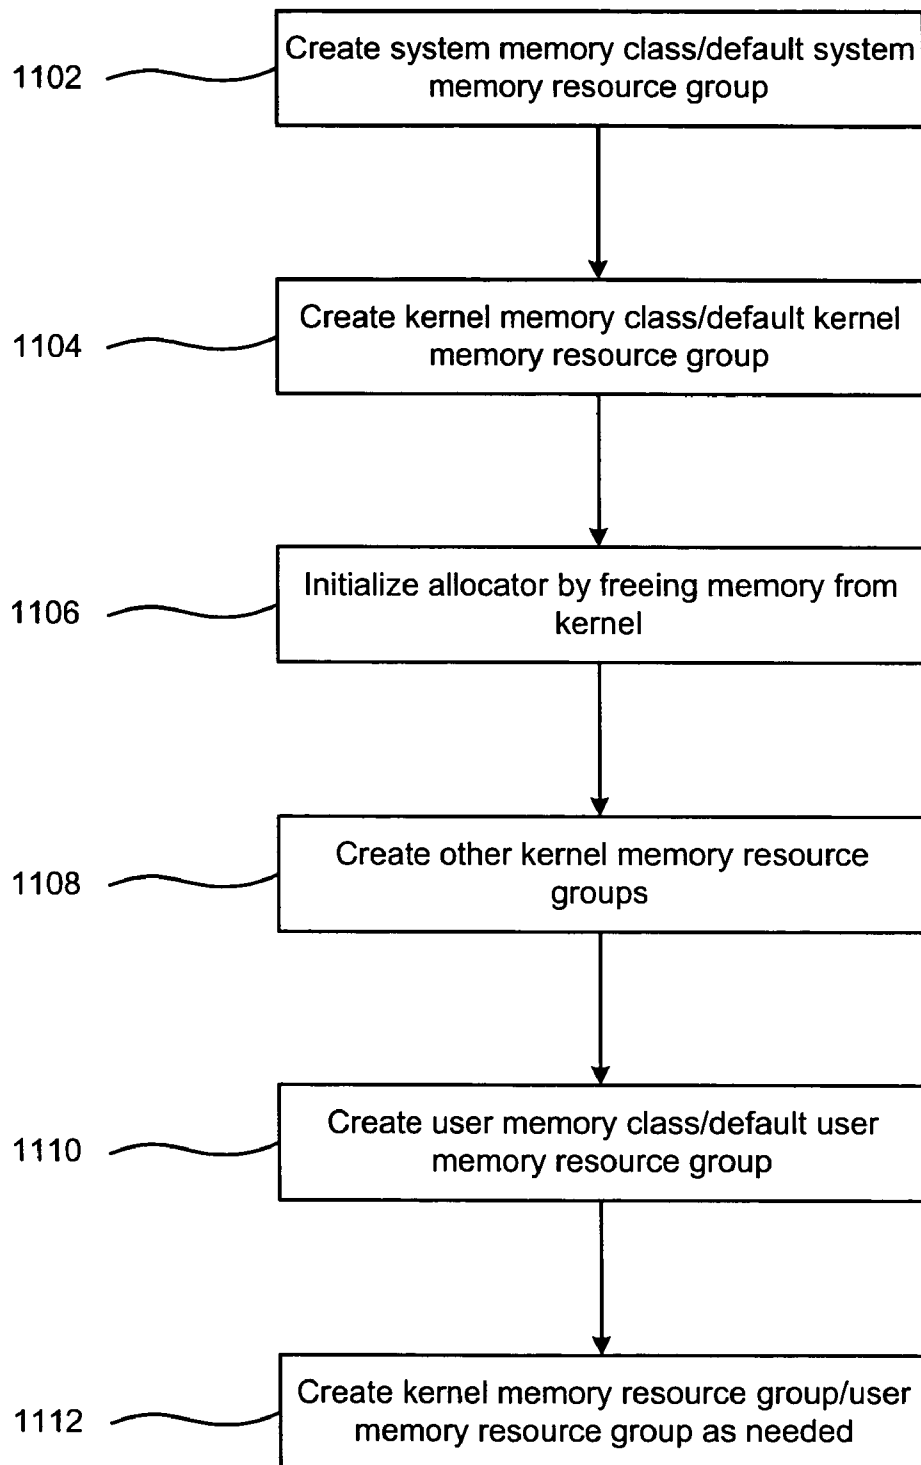 1102
Create system memory class/default system
memory resource group
1104
Create kernel memory class/default kernel
memory resource group
1106
Initialize allocator by freeing memory from
kernel
1108
Create other kernel memory resource
groups
1110
Create user memory class/default user
memory resource group
1112
Create kernel memory resource group/user
memory resource group as needed